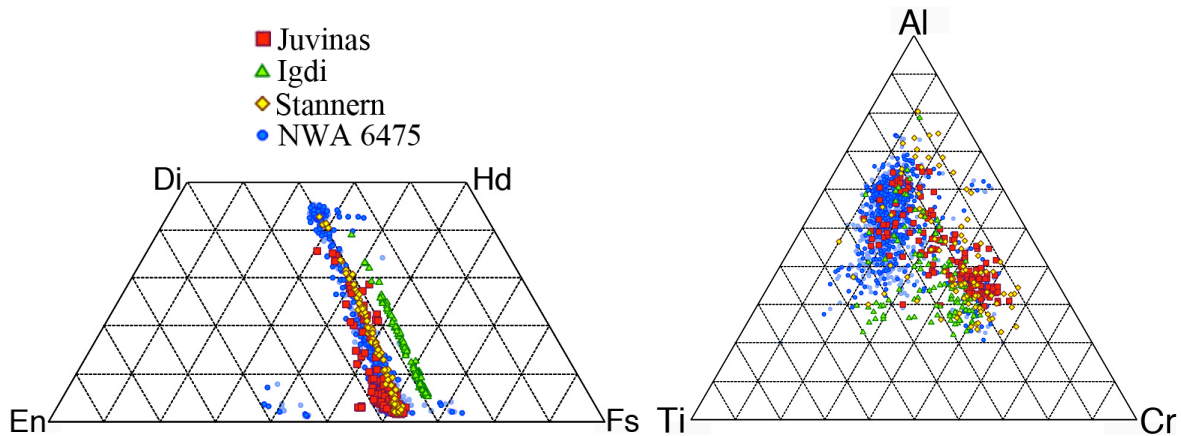 Juvinas
Igdi
Stannern
NWA 6475
Di
Hd
En
Fs
Al
Ti
Cr